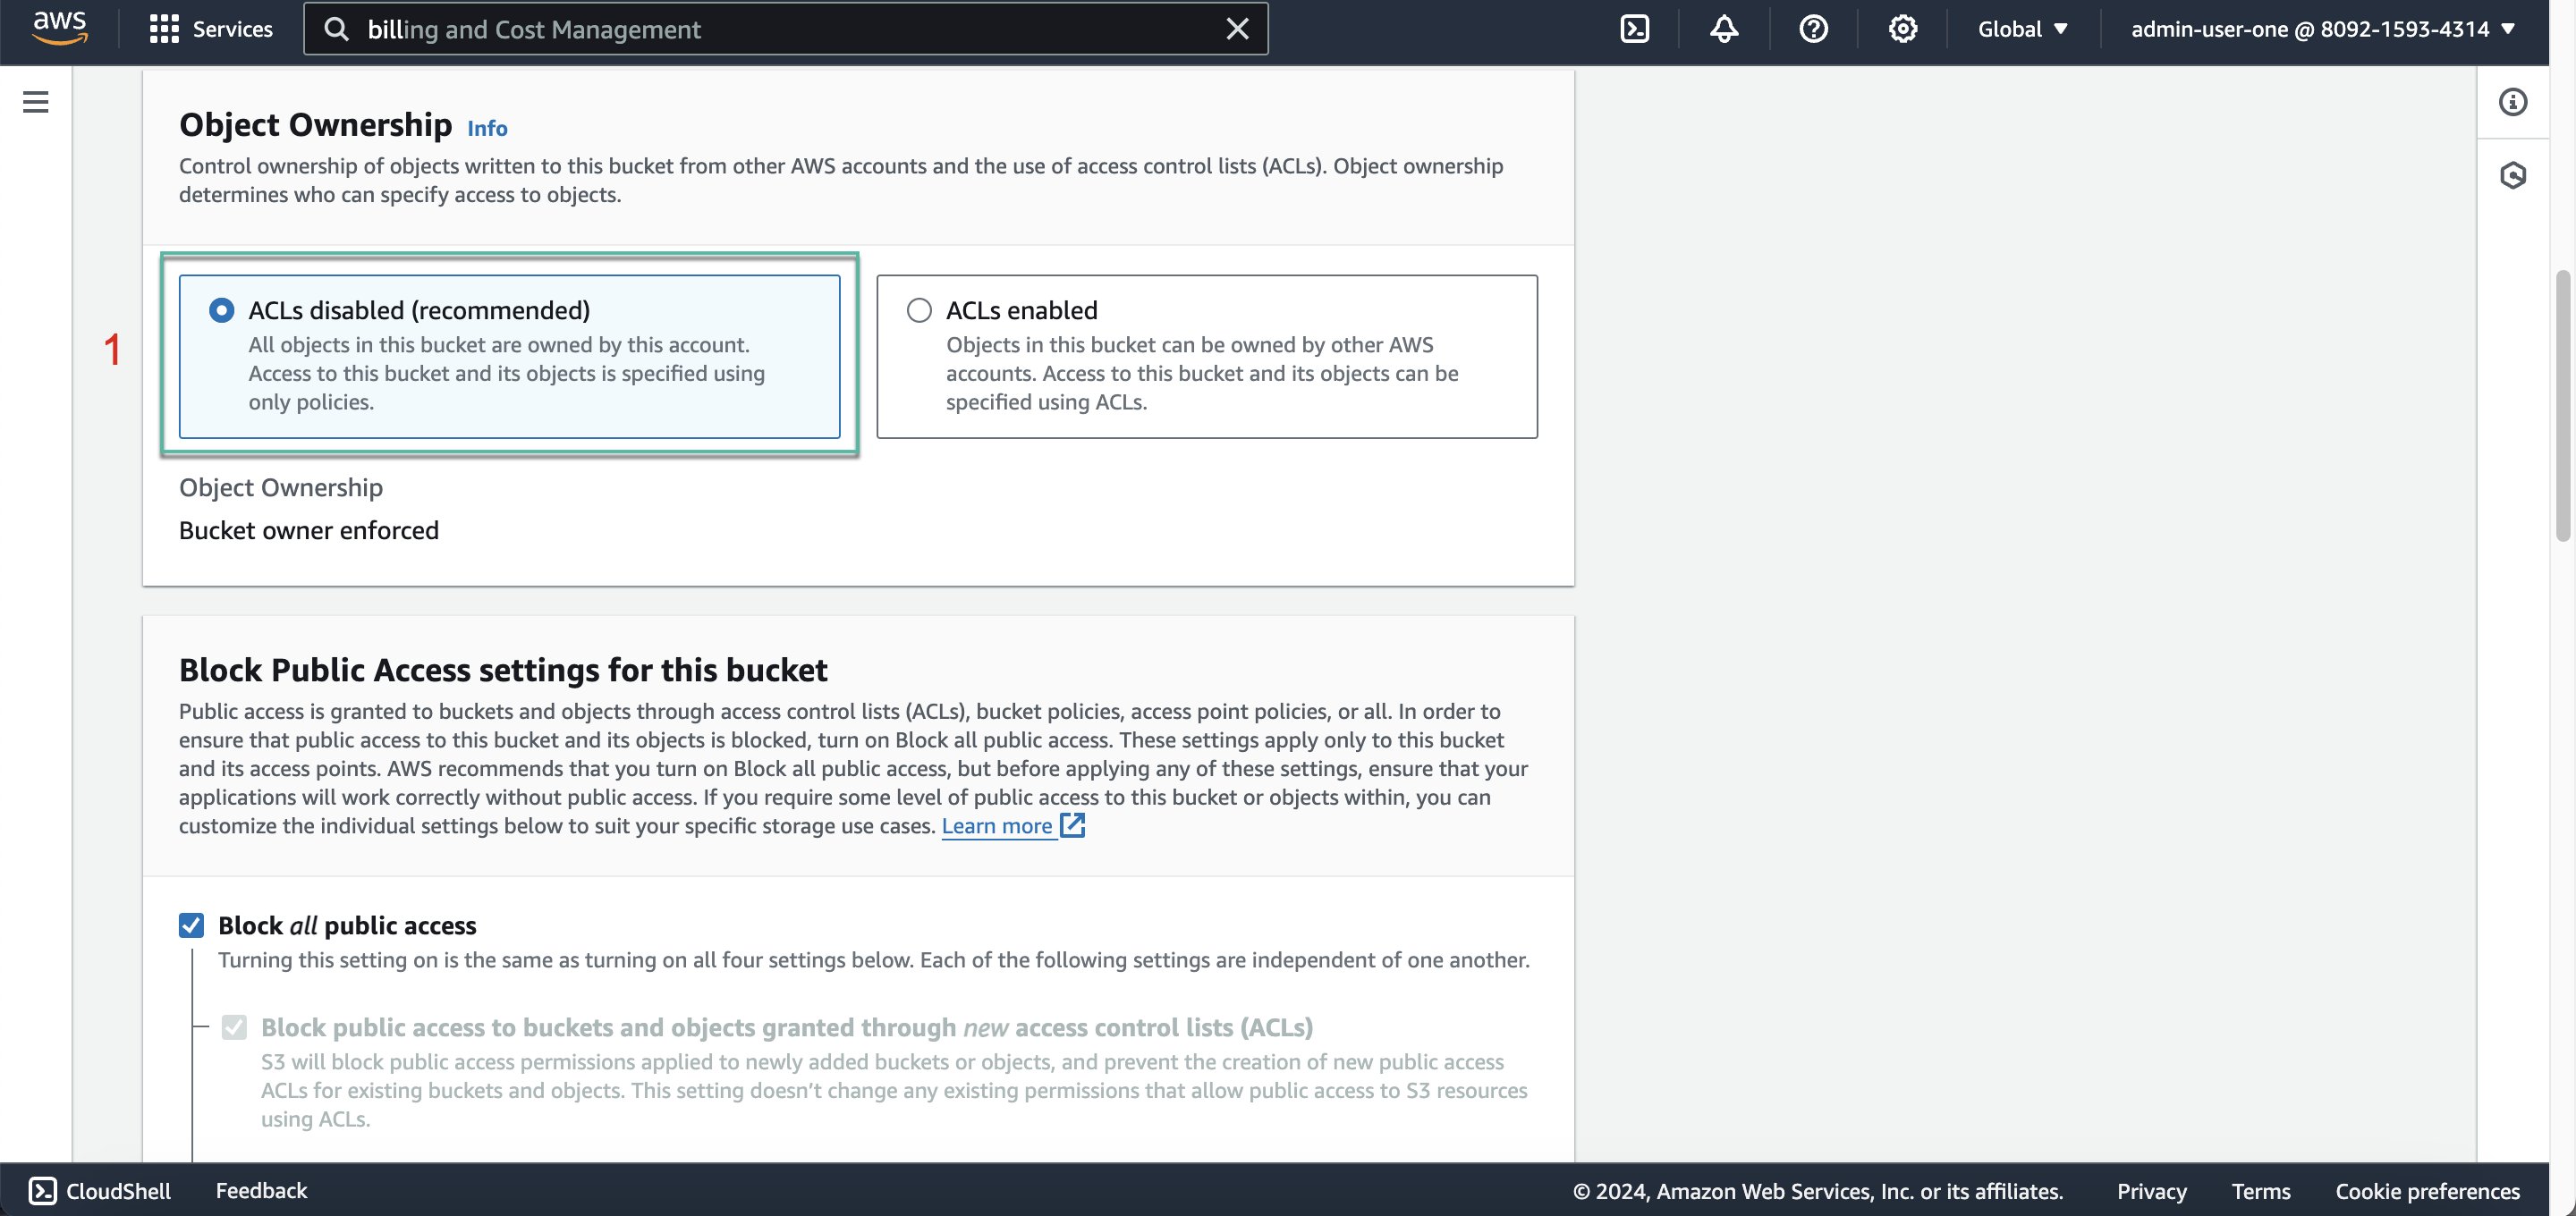 aws
Services
billing and Cost Management
Global
admin-user-one @ 8092-1593-4314
Object Ownership Info
Control ownership of objects written to this bucket from other AWS accounts and the use of access control lists (ACLs). Object ownership
determines who can specify access to objects.
1
ACLs disabled (recommended)
All objects in this bucket are owned by this account.
Access to this bucket and its objects is specified using
only policies.
ACLs enabled
Objects in this bucket can be owned by other AWS
accounts. Access to this bucket and its objects can be
specified using ACLs.
Object Ownership
Bucket owner enforced
Block Public Access settings for this bucket
Public access is granted to buckets and objects through access control lists (ACLs), bucket policies, access point policies, or all. In order to
ensure that public access to this bucket and its objects is blocked, turn on Block all public access. These settings apply only to this bucket
and its access points. AWS recommends that you turn on Block all public access, but before applying any of these settings, ensure that your
applications will work correctly without public access. If you require some level of public access to this bucket or objects within, you can
customize the individual settings below to suit your specific storage use cases. Learn more
Block all public access
Turning this setting on is the same as turning on all four settings below. Each of the following settings are independent of one another.
Block public access to buckets and objects granted through new access control lists (ACLs)
S3 will block public access permissions applied to newly added buckets or objects, and prevent the creation of new public access
ACLs for existing buckets and objects. This setting doesn’t change any existing permissions that allow public access to S3 resources
using ACLs.
CloudShell
Feedback
© 2024, Amazon Web Services, Inc. or its affiliates.
Privacy
Terms
Cookie preferences